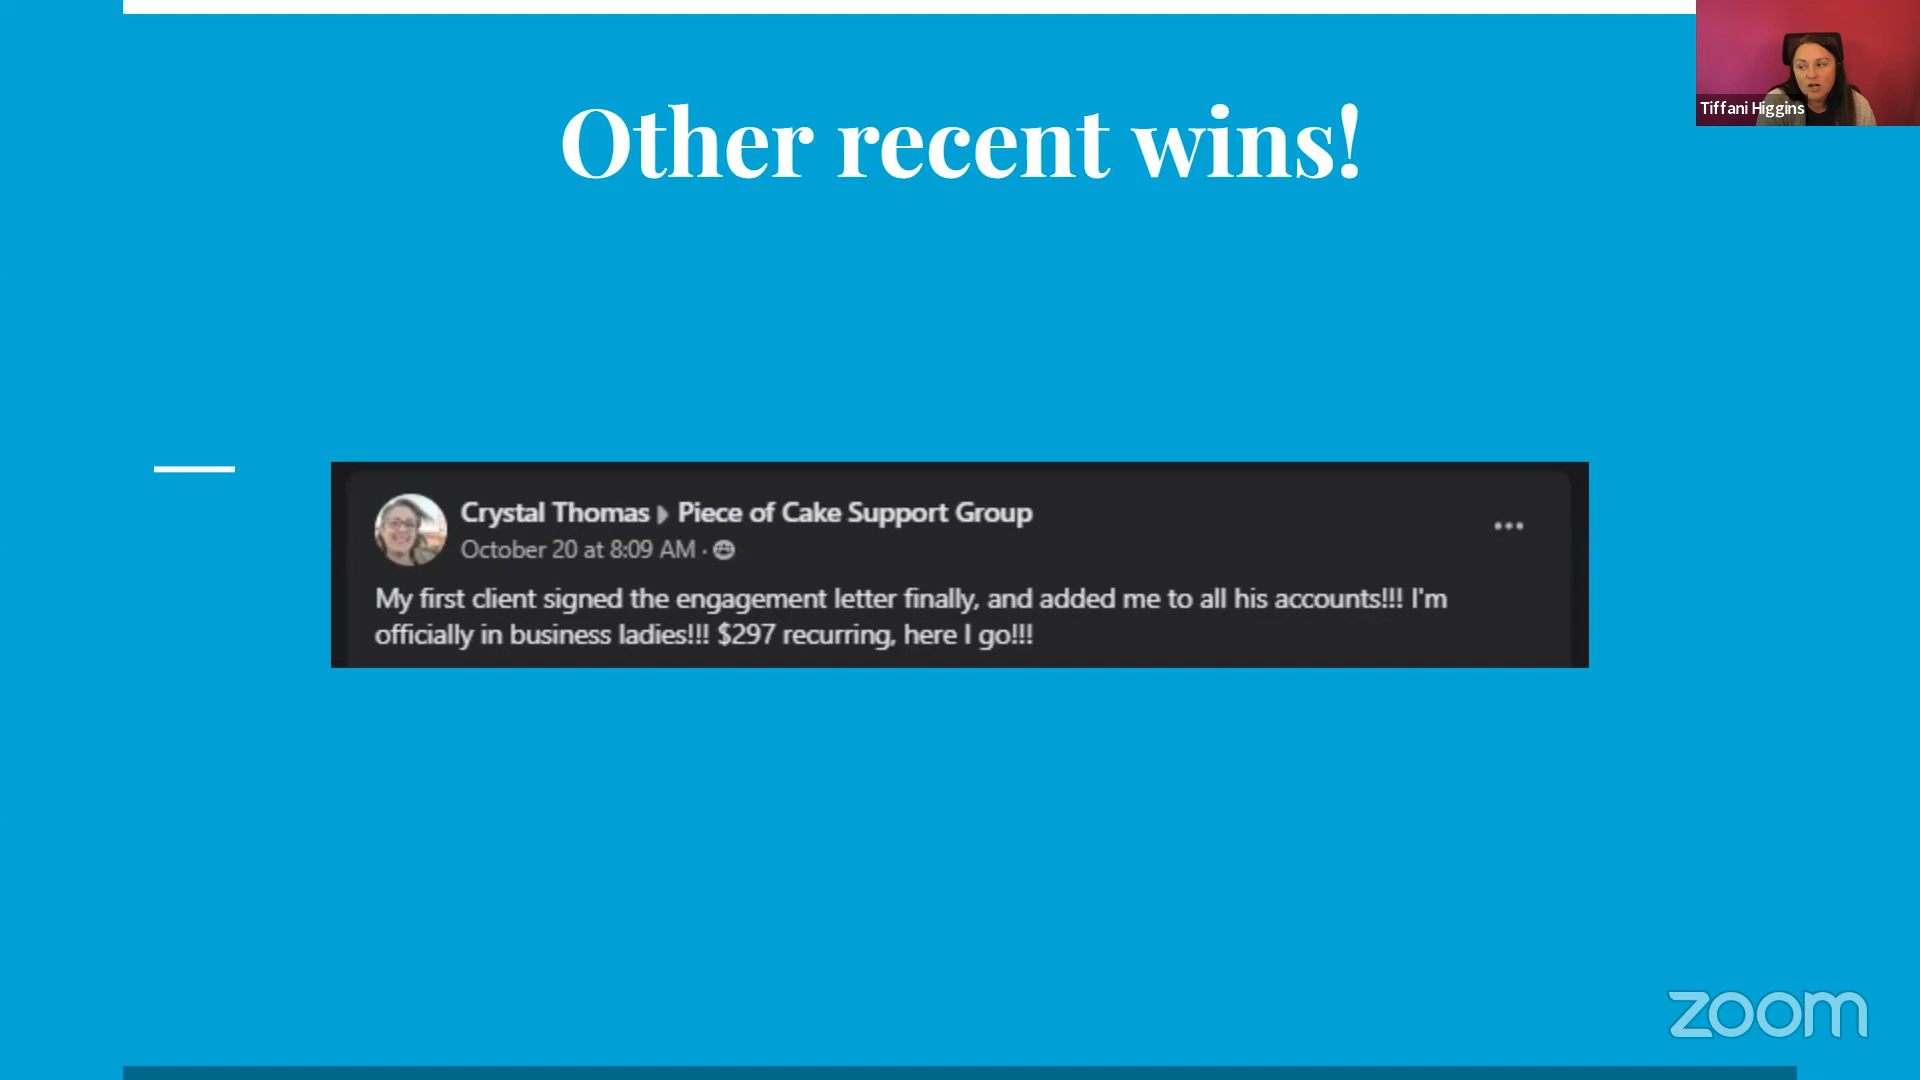 Other recent wins!
Tiffani Higgins
Crystal Thomas Piece of Cake Support Group
October 20 at 8:09 AM ·
My first client signed the engagement letter finally, and added me to all his accounts!!! I'm
officially in business ladies!!! $297 recurring, here I go!!!
zoom